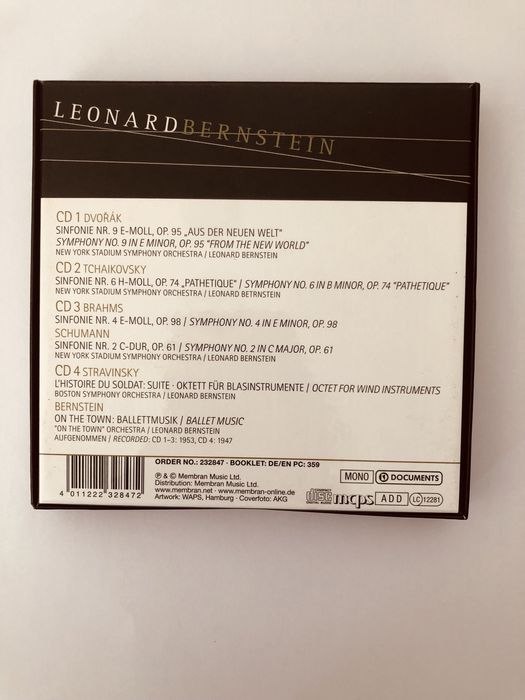 LEONARDBERNSTEIN
CD 1 DVOŘÁK
SINFONIE NR. 9 E-MOLL, OP. 95 „AUS DER NEUEN WELT"
SYMPHONY NO. 9 IN E MINOR, OP. 95 "FROM THE NEW WORLD"
NEW YORK STADIUM SYMPHONY ORCHESTRA / LEONARD BERNSTEIN
CD 2 TCHAIKOVSKY
SINFONIE NR. 6 H-MOLL, OP. 74 „PATHETIQUE" / SYMPHONY NO. 6 IN B MINOR, OP. 74 "PATHETIQUE"
NEW YORK STADIUM SYMPHONY ORCHESTRA / LEONARD BETRNSTEIN
CD 3 BRAHMS
SINFONIE NR. 4 E-MOLL, OP. 98 / SYMPHONY NO. 4 IN E MINOR, OP. 98
SCHUMANN
SINFONIE NR. 2 C-DUR, OP. 61 / SYMPHONY NO. 2 IN C MAJOR, OP. 61
NEW YORK STADIUM SYMPHONY ORCHESTRA / LEONARD BERNSTEIN
CD 4 STRAVINSKY
L'HISTOIRE DU SOLDAT: SUITE · OKTETT FÜR BLASINSTRUMENTE / OCTET FOR WIND INSTRUMENTS
BOSTON SYMPHONY ORCHESTRA / LEONARD BERNSTEIN
BERNSTEIN
ON THE TOWN: BALLETTMUSIK / BALLET MUSIC
"ON THE TOWN" ORCHESTRA / LEONARD BERNSTEIN
AUFGENOMMEN / RECORDED: CD 1–3: 1953, CD 4: 1947
ORDER NO.: 232847 · BOOKLET: DE/EN PC: 359
℗ & © Membran Music Ltd.
Distribution: Membran Music Ltd.
www.membran.net · www.membran-online.de
Artwork: WAPS, Hamburg · Coverfoto: AKG
4 011222 328472
MONO
DOCUMENTS
COMPACT disc DIGITAL AUDIO
mcps
ADD
LC 12281